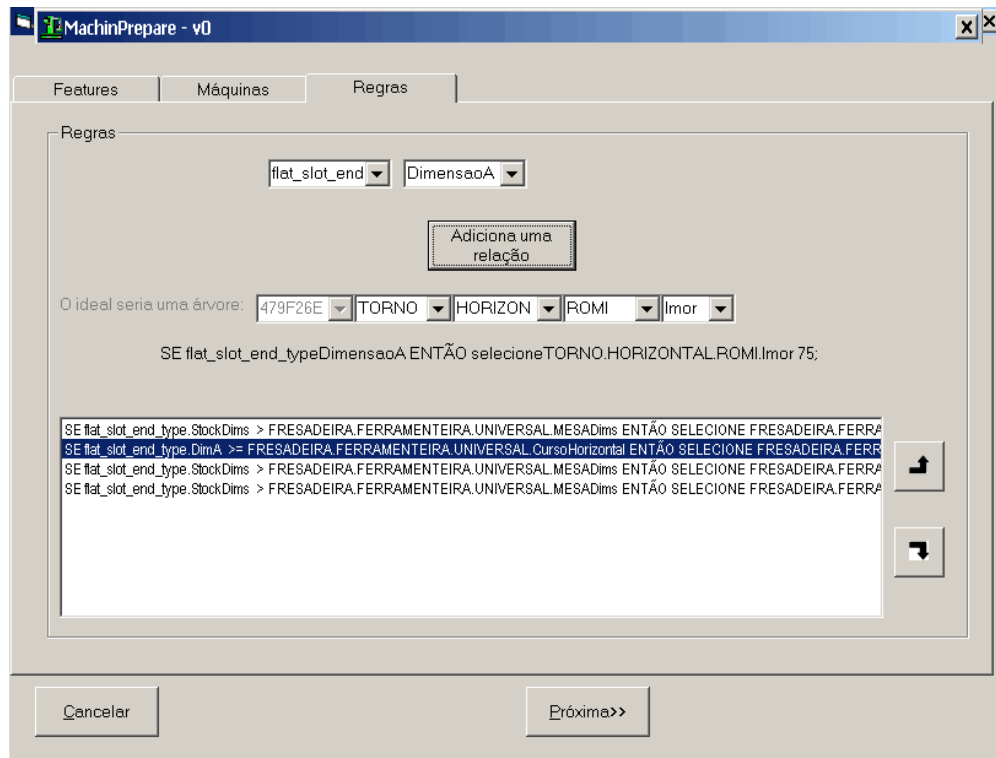 MachinPrepare - v0
Features Máquinas Regras
Regras
flat_slot_end DimensaoA
Adiciona uma
relação
O ideal seria uma árvore: 479F26E TORNO HORIZON ROMI Imor
SE flat_slot_end_typeDimensaoA ENTÃO selecioneTORNO.HORIZONTAL.ROMI.Imor 75;
SE flat_slot_end_type.StockDims > FRESADEIRA.FERRAMENTEIRA.UNIVERSAL.MESADims ENTÃO SELECIONE FRESADEIRA.FERRA
SE flat_slot_end_type.DimA >= FRESADEIRA.FERRAMENTEIRA.UNIVERSAL.CursoHorizontal ENTÃO SELECIONE FRESADEIRA.FERR
SE flat_slot_end_type.StockDims > FRESADEIRA.FERRAMENTEIRA.UNIVERSAL.MESADims ENTÃO SELECIONE FRESADEIRA.FERRA
SE flat_slot_end_type.StockDims > FRESADEIRA.FERRAMENTEIRA.UNIVERSAL.MESADims ENTÃO SELECIONE FRESADEIRA.FERRA
Cancelar Próxima>>